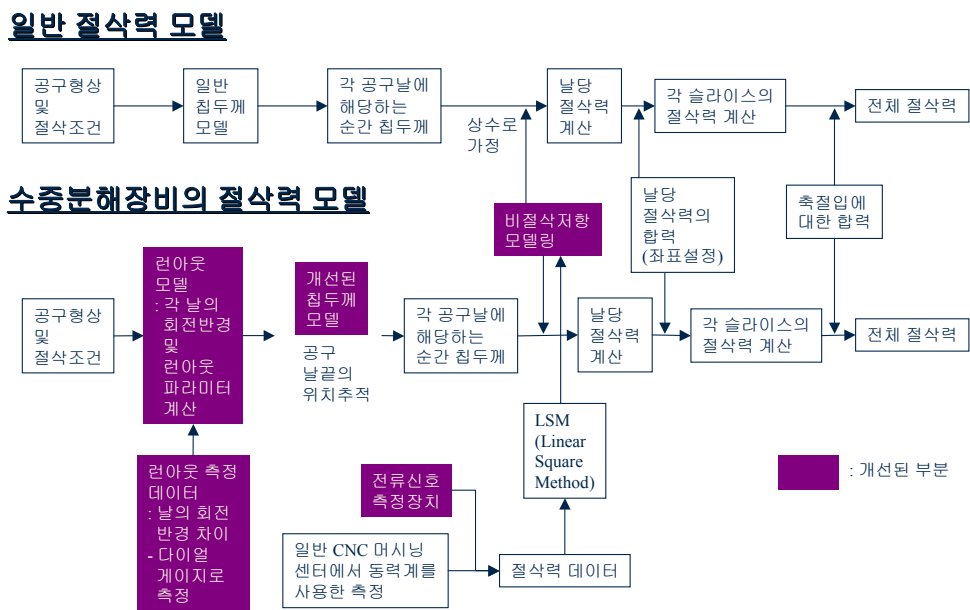 일반 절삭력 모델
공구형상
및
절삭조건
일반
칩두께
모델
각 공구날에
해당하는
순간 칩두께
상수로
가정
날당
절삭력
계산
각 슬라이스의
절삭력 계산
전체 절삭력
수중분해장비의 절삭력 모델
비절삭저항
모델링
날당
절삭력의
합력
(좌표설정)
축절입에
대한 합력
공구형상
및
절삭조건
런아웃
모델
: 각 날의
회전반경
및
런아웃
파라미터
계산
개선된
칩두께
모델
공구
날끝의
위치추적
각 공구날에
해당하는
순간 칩두께
날당
절삭력
계산
각 슬라이스의
절삭력 계산
전체 절삭력
런아웃 측정
데이터
: 날의 회전
반경 차이
- 다이얼
게이지로
측정
전류신호
측정장치
일반 CNC 머시닝
센터에서 동력계를
사용한 측정
LSM
(Linear
Square
Method)
절삭력 데이터
: 개선된 부분